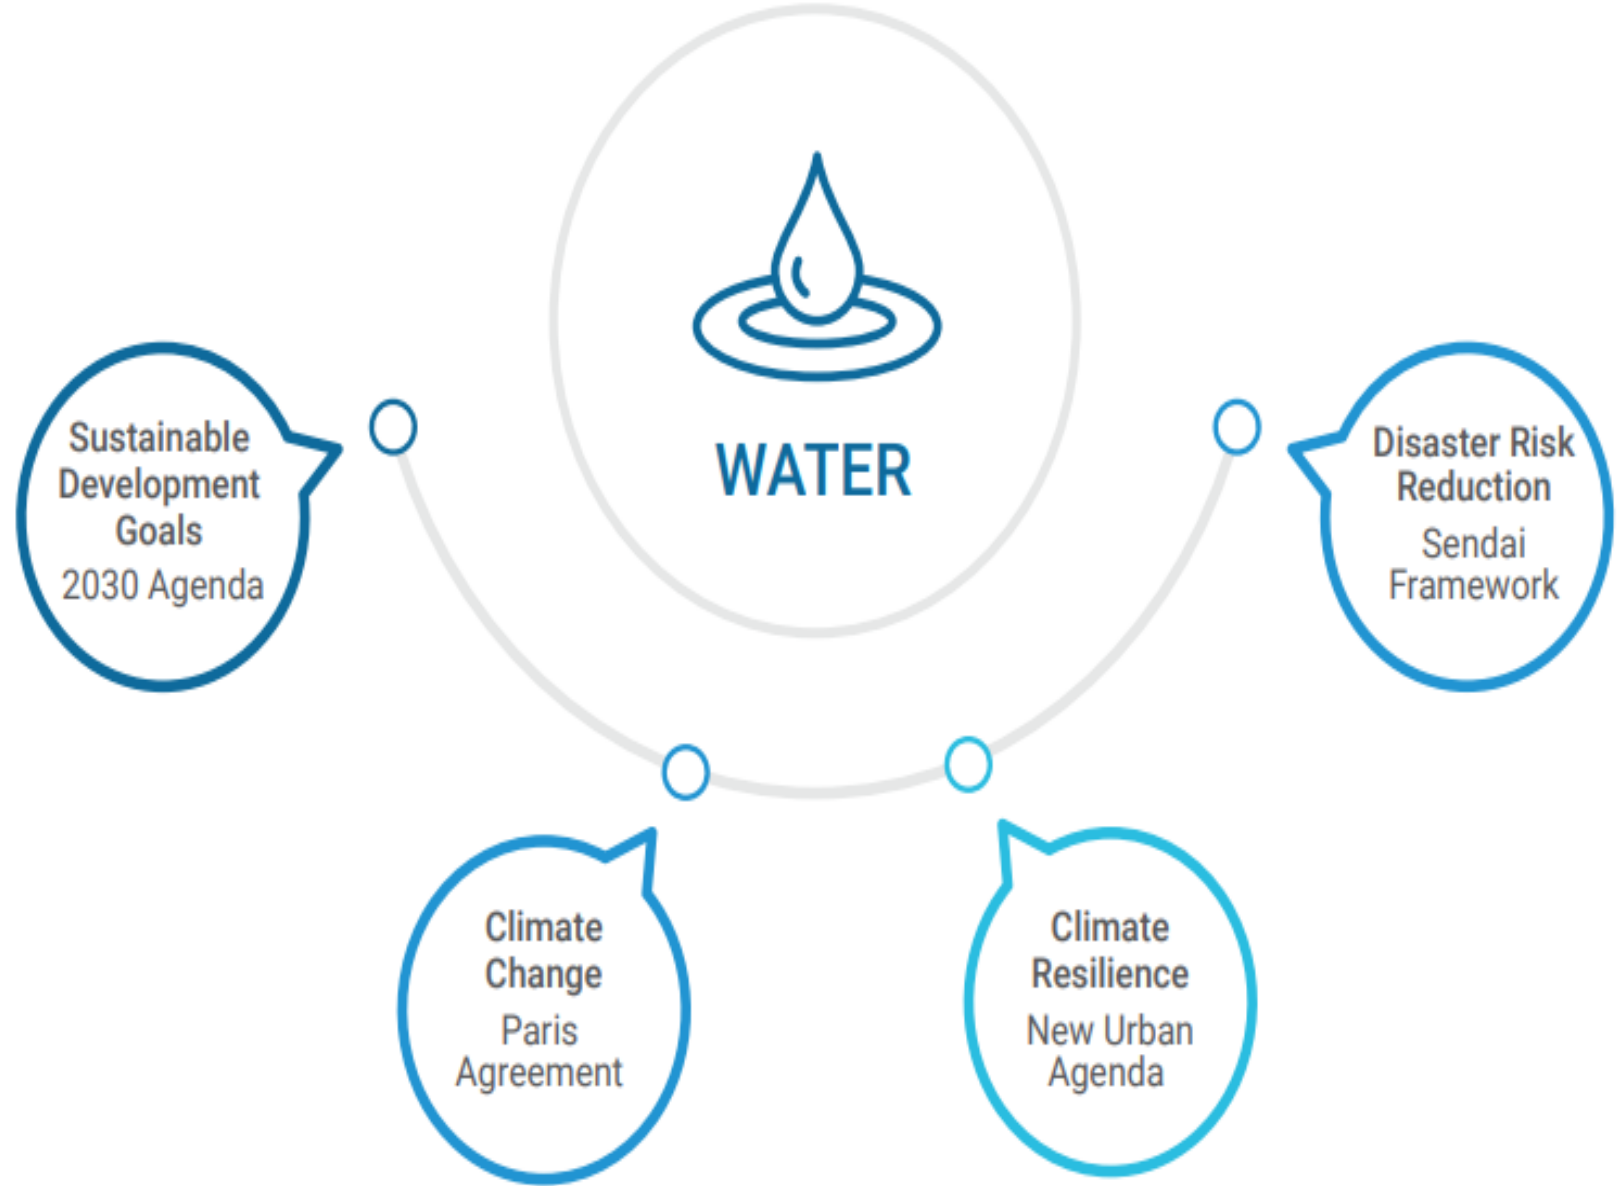 WATER
Sustainable
Development
Goals
2030 Agenda
Climate
Change
Paris
Agreement
Climate
Resilience
New Urban
Agenda
Disaster Risk
Reduction
Sendai
Framework